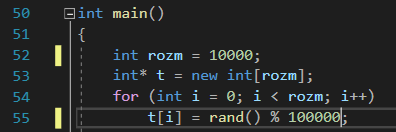 50 int main()
51 {
52 int rozm = 10000;
53 int* t = new int[rozm];
54 for (int i = 0; i < rozm; i++)
55 t[i] = rand() % 100000;